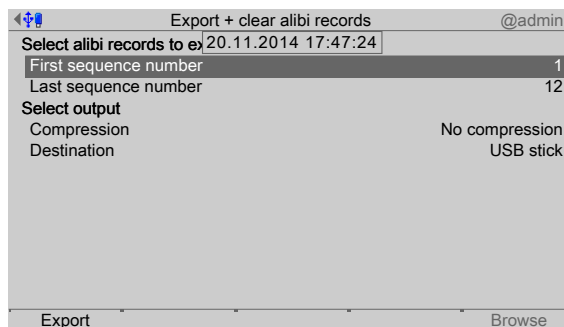 Export + clear alibi records @admin
Select alibi records to ex 20.11.2014 17:47:24
First sequence number 1
Last sequence number 12
Select output
Compression No compression
Destination USB stick
Export Browse